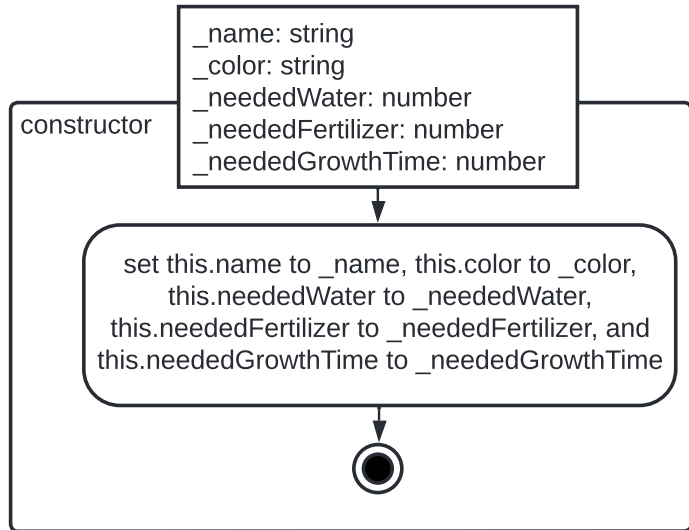 _name: string
_color: string
_neededWater: number
_neededFertilizer: number
_neededGrowthTime: number
constructor
set this.name to _name, this.color to _color,
this.neededWater to _neededWater,
this.neededFertilizer to _neededFertilizer, and
this.neededGrowthTime to _neededGrowthTime